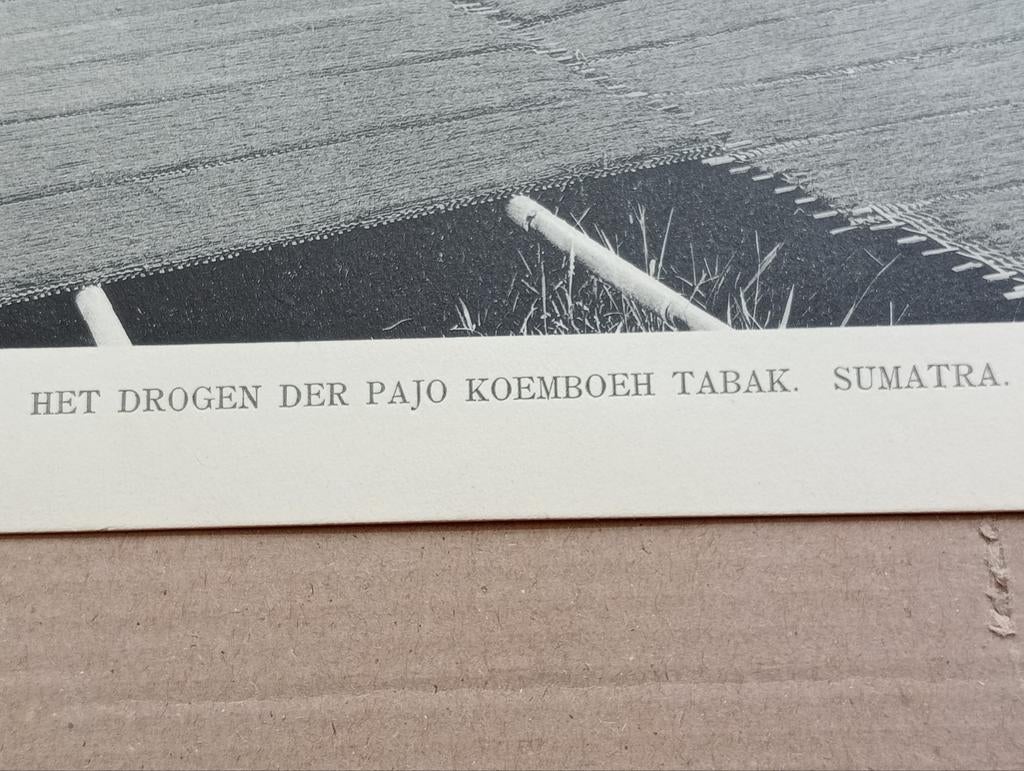 HET DROGEN DER PAJO KOEMBOEH TABAK. SUMATRA.